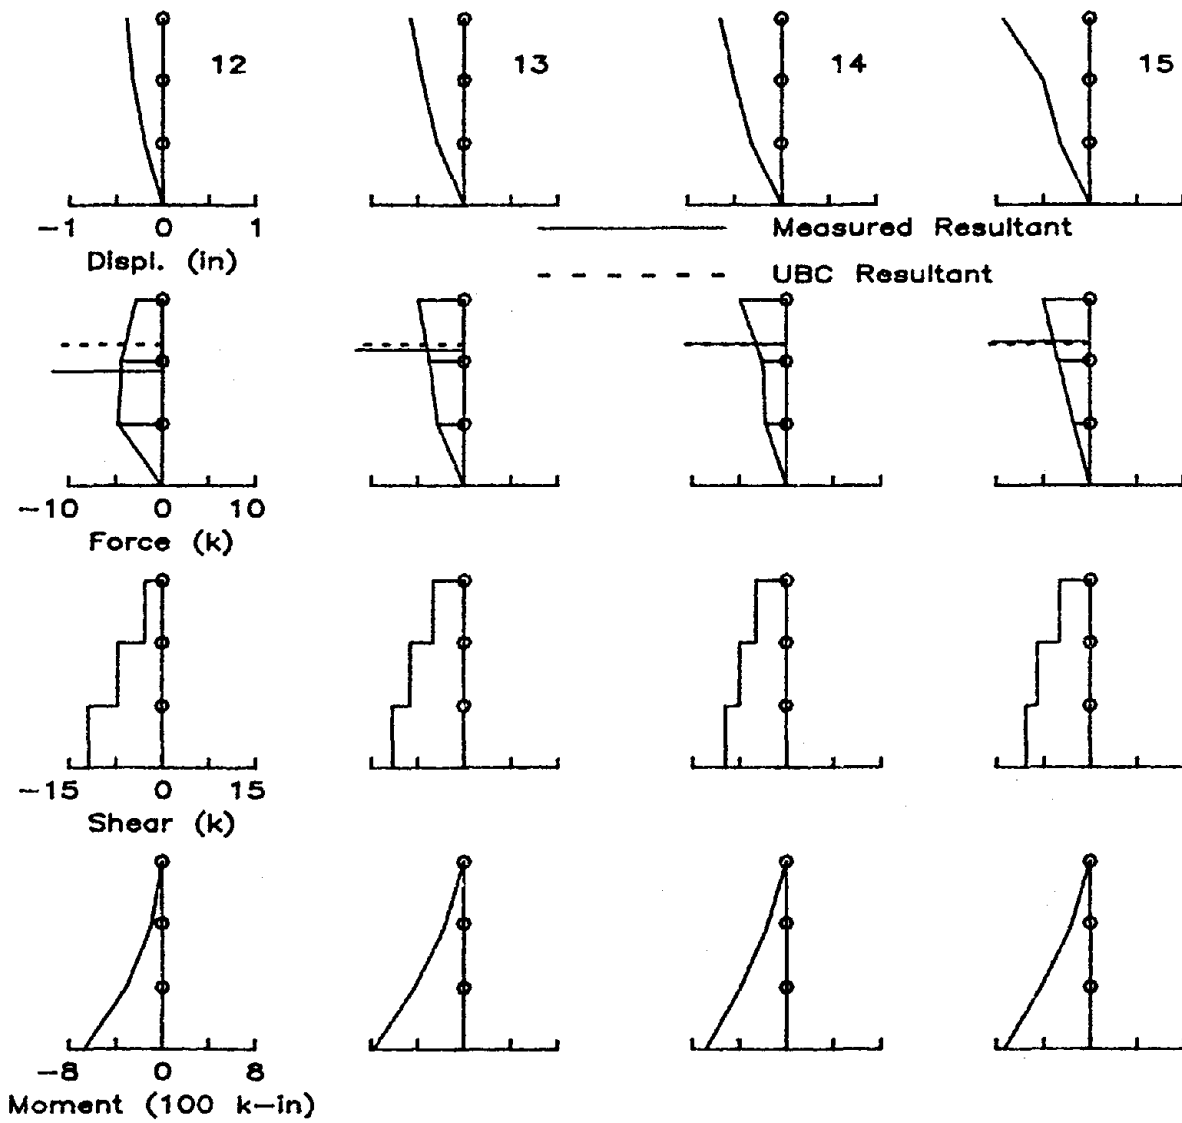 12 13 14 15
-1 0 1
Displ. (in)
Measured Resultant
UBC Resultant
-10 0 10
Force (k)
-15 0 15
Shear (k)
-8 0 8
Moment (100 k-in)